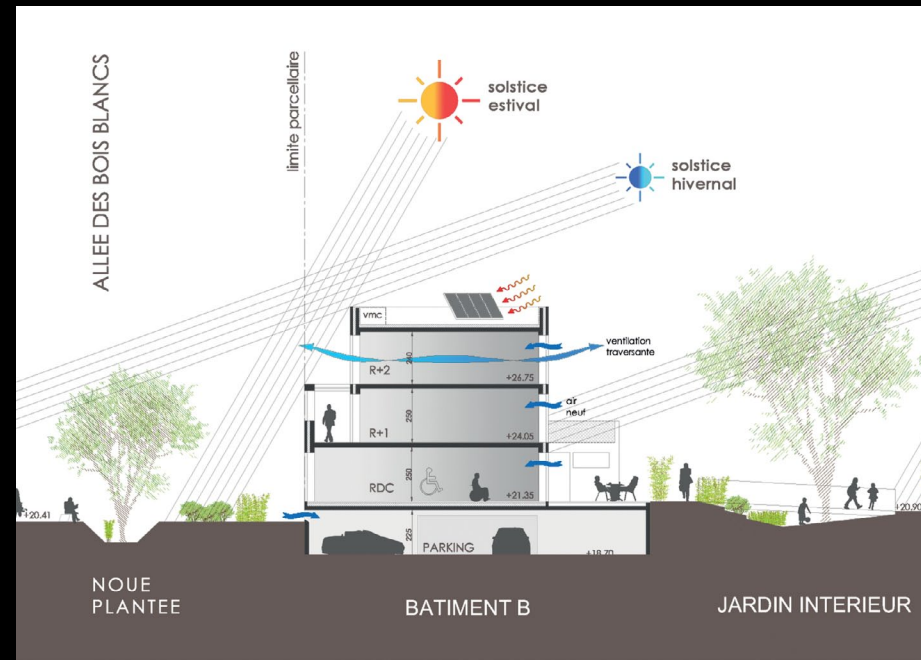 ALLEE DES BOIS BLANCS
limite parcellaire
solstice
estival
solstice
hivernal
vmc
ventilation
traversante
R+2
240
+26.75
air
neuf
R+1
250
+24.05
RDC
250
+21.35
+20.41
+20.90
225
PARKING
+18.70
NOUE
PLANTEE
BATIMENT B
JARDIN INTERIEUR